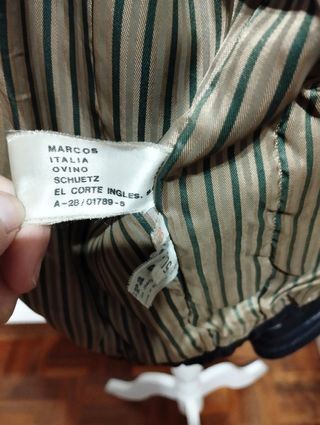 MARCOS
ITALIA
OVINO
SCHUETZ
EL CORTE INGLES, S
A-28/01789-5